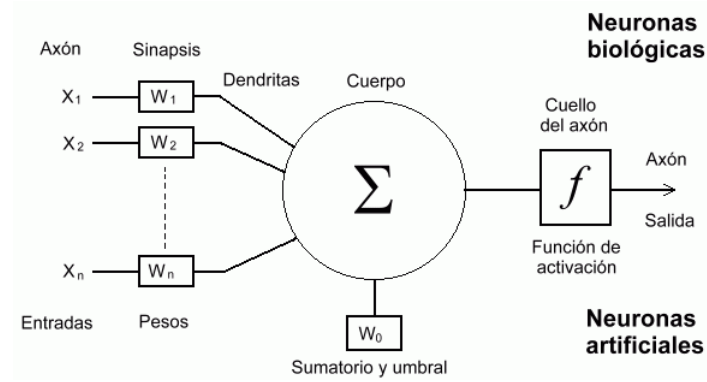 Neuronas
biológicas
Axón
Sinapsis
Dendritas
Cuerpo
X1
W1
X2
W2
Xn
Wn
Σ
Cuello
del axón
f
Axón
Salida
Función de
activación
W0
Entradas
Pesos
Sumatorio y umbral
Neuronas
artificiales